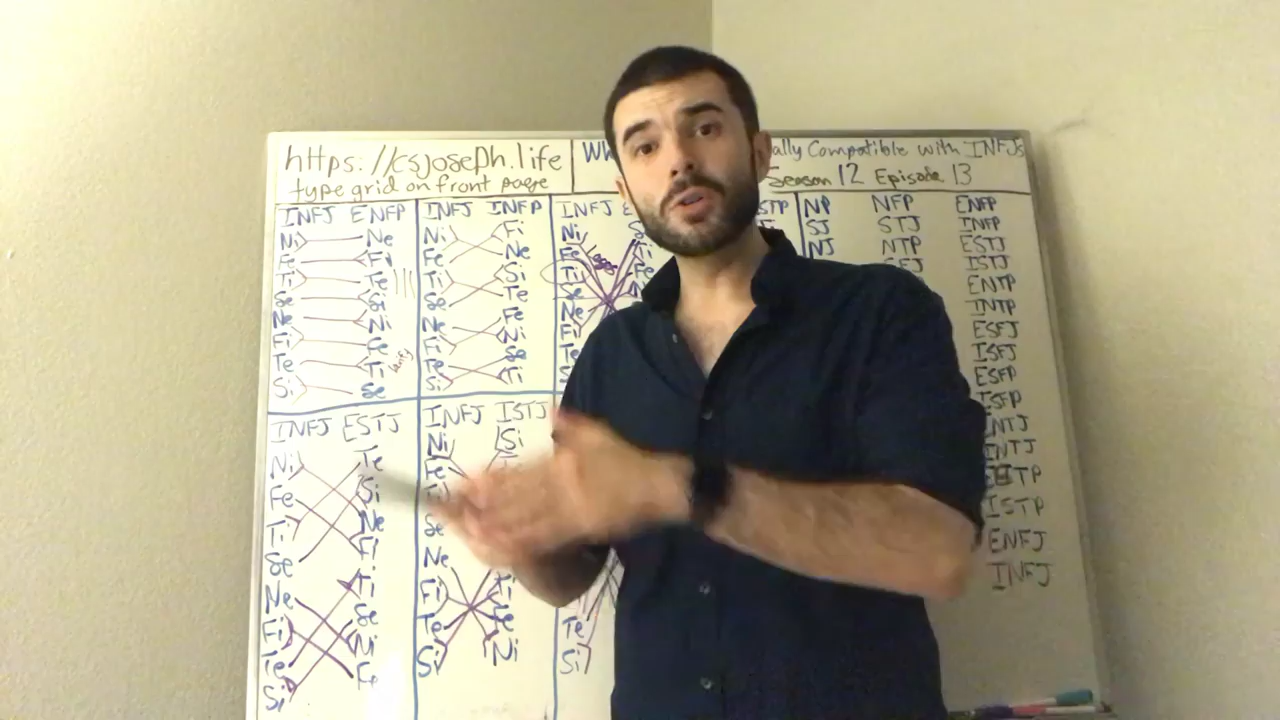 https://csjoseph.life
type grid on front page
Compatible with INFJs
Season 12 Episode 13
INFJ ENFP
Ni Ne
Fe Fi
Ti Te
Se Si
Ne Ni
Fi Fe
Te Ti
Si Se
INFJ INFP
Ni Fi
Fe Ne
Ti Si
Se Te
Ne Fe
Fi Ni
Te Se
Si Ti
INFJ
Ni
Fe
Ti
Ne
Fi
STP
NP NFP ENFP
SJ STJ INFP
NJ NTP ESTJ
ISTJ
ENTP
INTP
ESFJ
ISFJ
ESFP
ISFP
INTJ
ISTP
ENFJ
INFJ
INFJ ESTJ
Ni Te
Fe Si
Ti Ne
Se Fi
Ne Ti
Fi Se
Te Ni
Si Fe
INFJ ISTJ
Ni Si
Fe
Se
Ne
Fi
Te
Si Ni
Te
Si